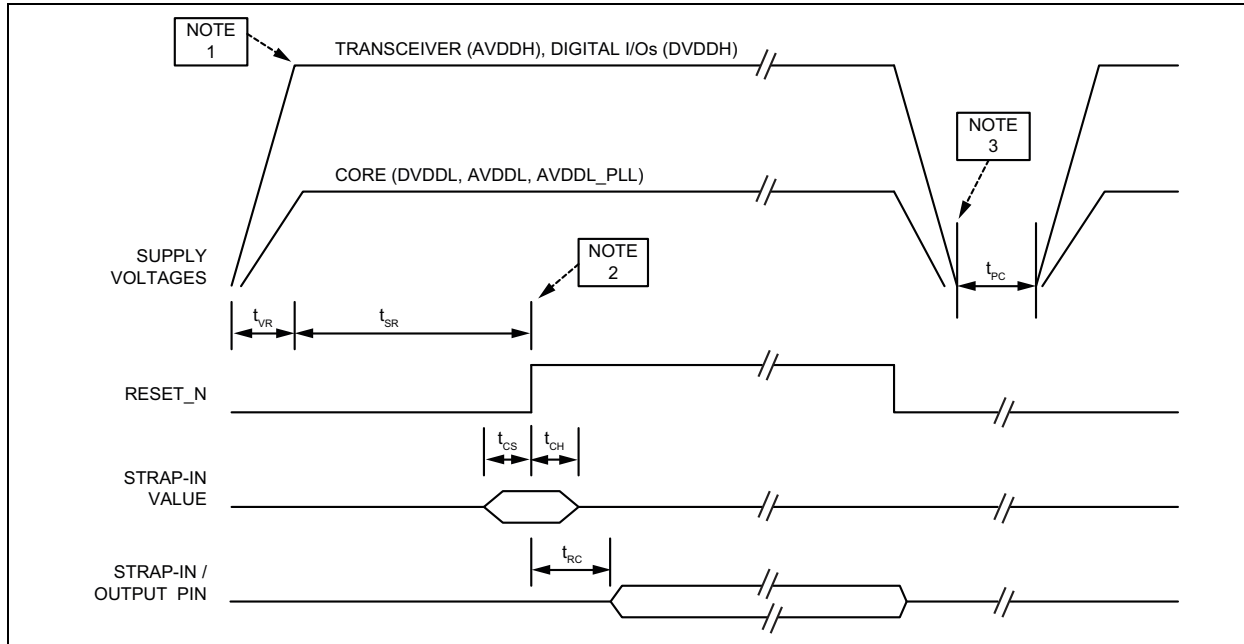 NOTE
1
TRANSCEIVER (AVDDH), DIGITAL I/Os (DVDDH)
NOTE
3
CORE (DVDDL, AVDDL, AVDDL_PLL)
SUPPLY
VOLTAGES
NOTE
2
tPC
tVR
tSR
RESET_N
tCS
tCH
STRAP-IN
VALUE
tRC
STRAP-IN /
OUTPUT PIN